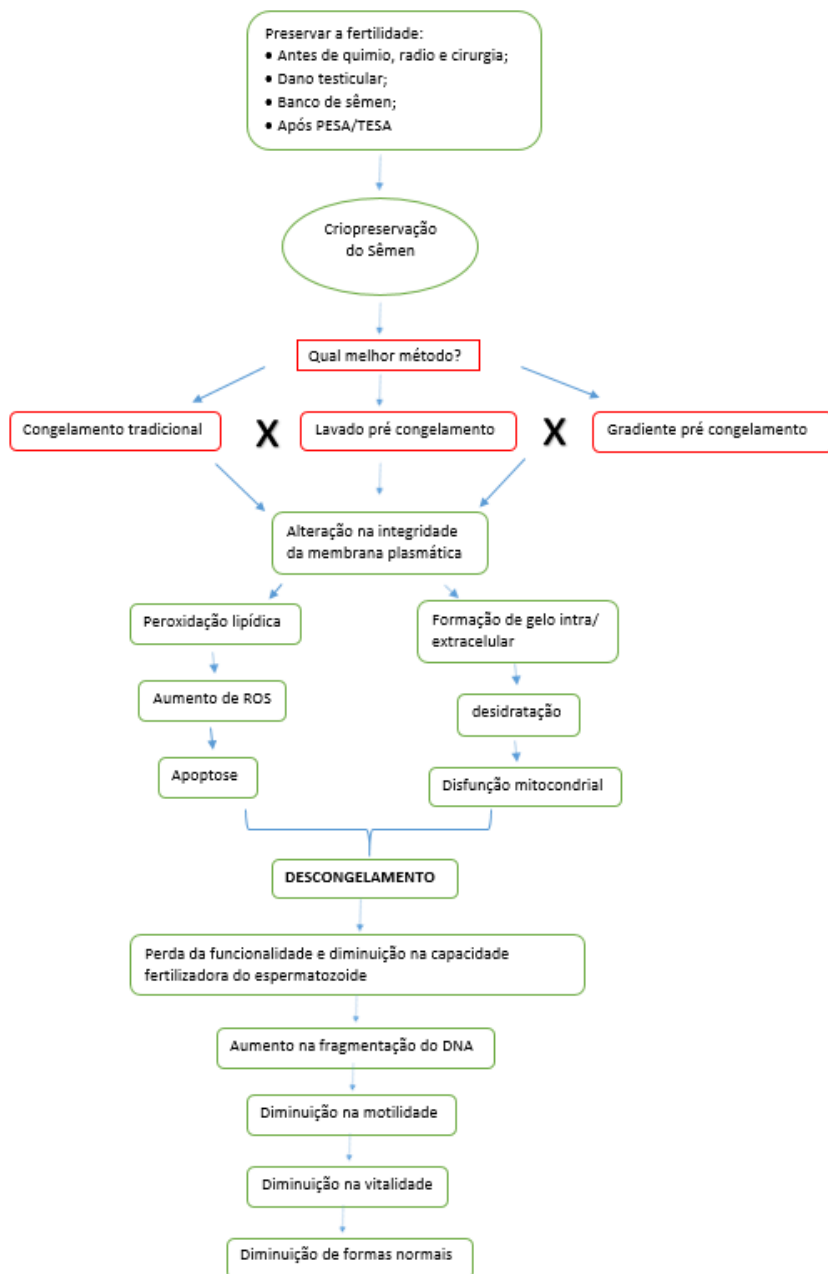 Preservar a fertilidade:
• Antes de quimio, radio e cirurgia;
• Dano testicular;
• Banco de sêmen;
• Após PESA/TESA
Criopreservação
do Sêmen
Qual melhor método?
Congelamento tradicional
X
Lavado pré congelamento
X
Gradiente pré congelamento
Alteração na integridade
da membrana plasmática
Peroxidação lipídica
Formação de gelo intra/
extracelular
Aumento de ROS
desidratação
Apoptose
Disfunção mitocondrial
DESCONGELAMENTO
Perda da funcionalidade e diminuição na capacidade
fertilizadora do espermatozoide
Aumento na fragmentação do DNA
Diminuição na motilidade
Diminuição na vitalidade
Diminuição de formas normais